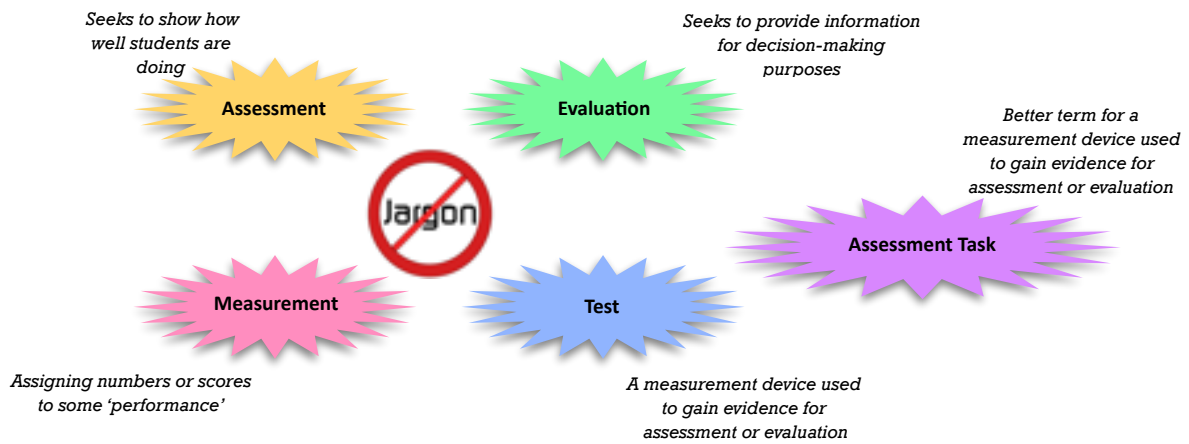 Seeks to show how
well students are
doing
Assessment
Seeks to provide information
for decision-making
purposes
Evaluation
Better term for a
measurement device used
to gain evidence for
assessment or evaluation
Assessment Task
Jargon
Measurement
Assigning numbers or scores
to some ‘performance’
Test
A measurement device used
to gain evidence for
assessment or evaluation